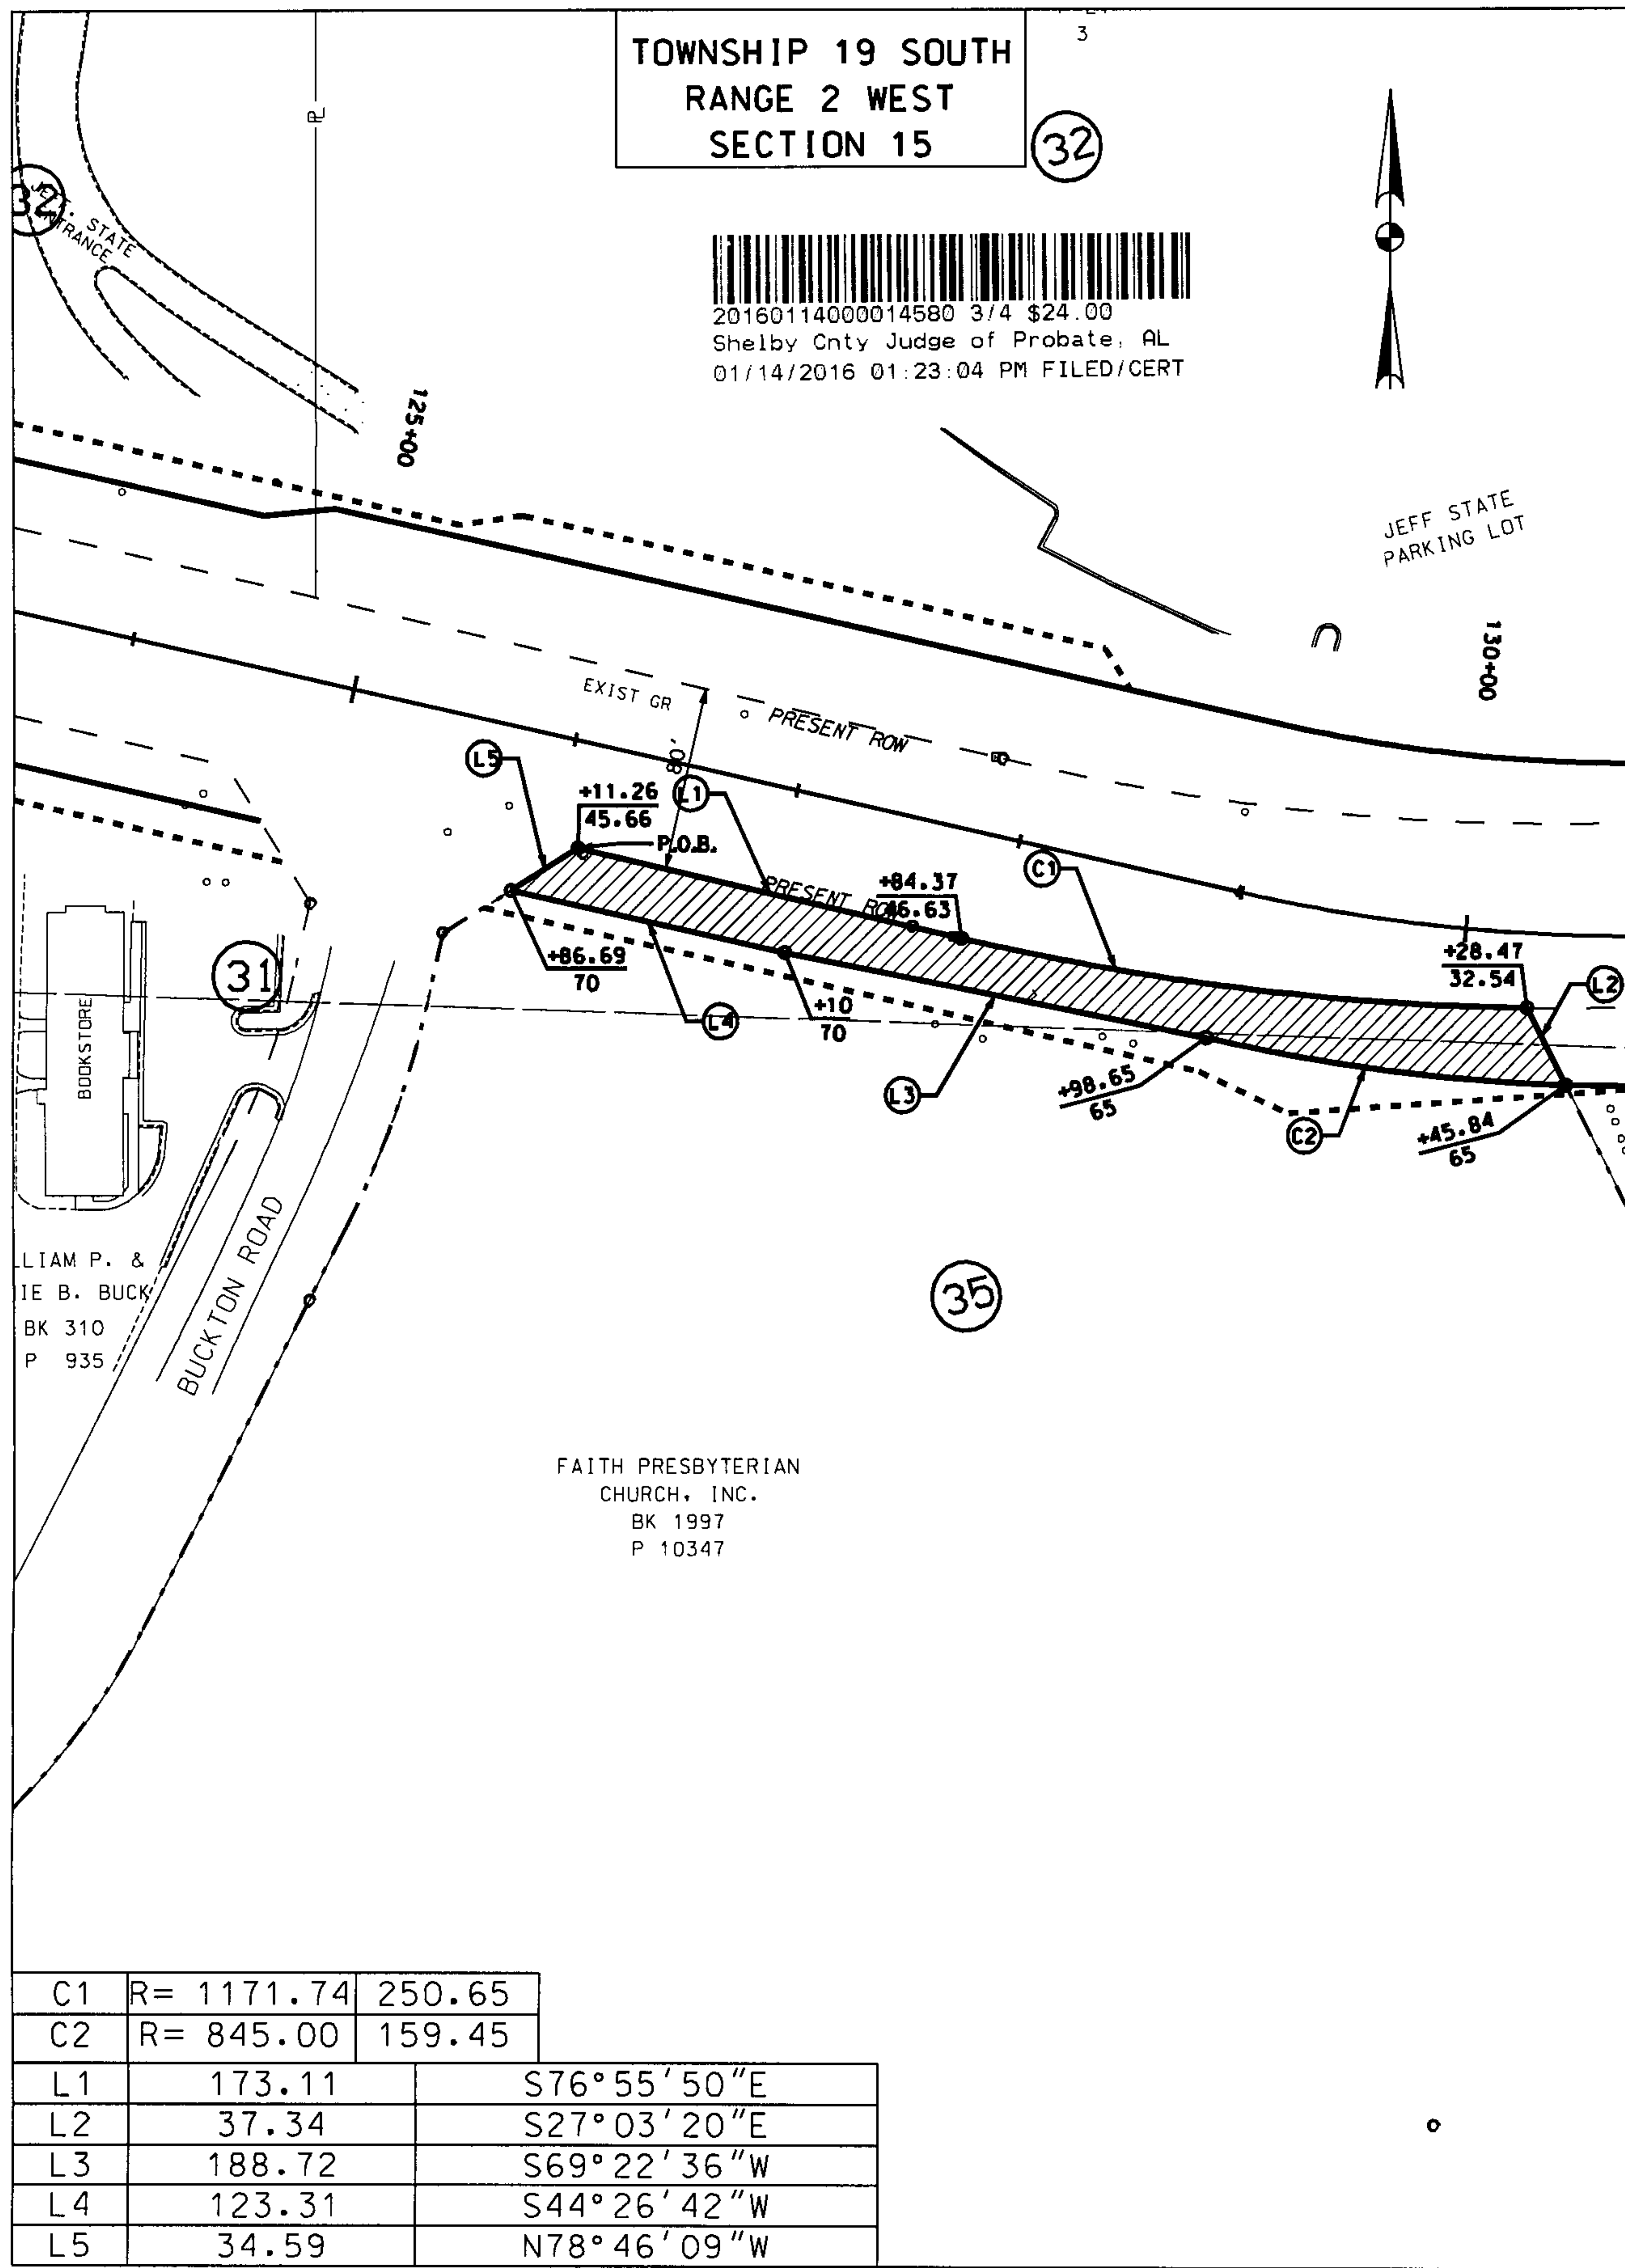 3
TOWNSHIP 19 SOUTH
RANGE 2 WEST
SECTION 15
32
32
JEFF. STATE
ENTRANCE
PL
20160114000014580 3/4 $24.00
Shelby Cnty Judge of Probate, AL
01/14/2016 01:23:04 PM FILED/CERT
125+00
JEFF STATE
PARKING LOT
130+00
EXIST GR
PRESENT ROW
80'
L5
+11.26
45.66
L1
P.O.B.
PRESENT ROW
+84.37
46.63
C1
+28.47
32.54
L2
31
+86.69
70
L4
+10
70
L3
+98.65
65
C2
+45.84
65
BOOKSTORE
BUCKTON ROAD
LLIAM P. &
IE B. BUCK
BK 310
P 935
35
FAITH PRESBYTERIAN
CHURCH, INC.
BK 1997
P 10347
C1 R= 1171.74 250.65
C2 R= 845.00 159.45
L1 173.11 S76°55'50"E
L2 37.34 S27°03'20"E
L3 188.72 S69°22'36"W
L4 123.31 S44°26'42"W
L5 34.59 N78°46'09"W